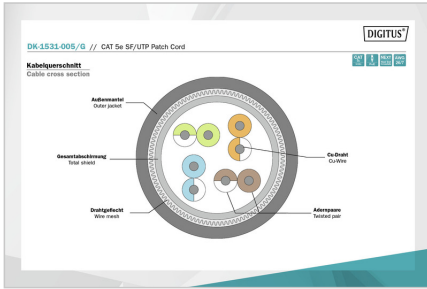 DIGITUS®
DK-1531-005/G // CAT 5e SF/UTP Patch Cord
Kabelquerschnitt
Cable cross section
Außenmantel
Outer jacket
Gesamtabschirmung
Total shield
Cu-Draht
Cu-Wire
Drahtgeflecht
Wire mesh
Aderspaare
Twisted pair